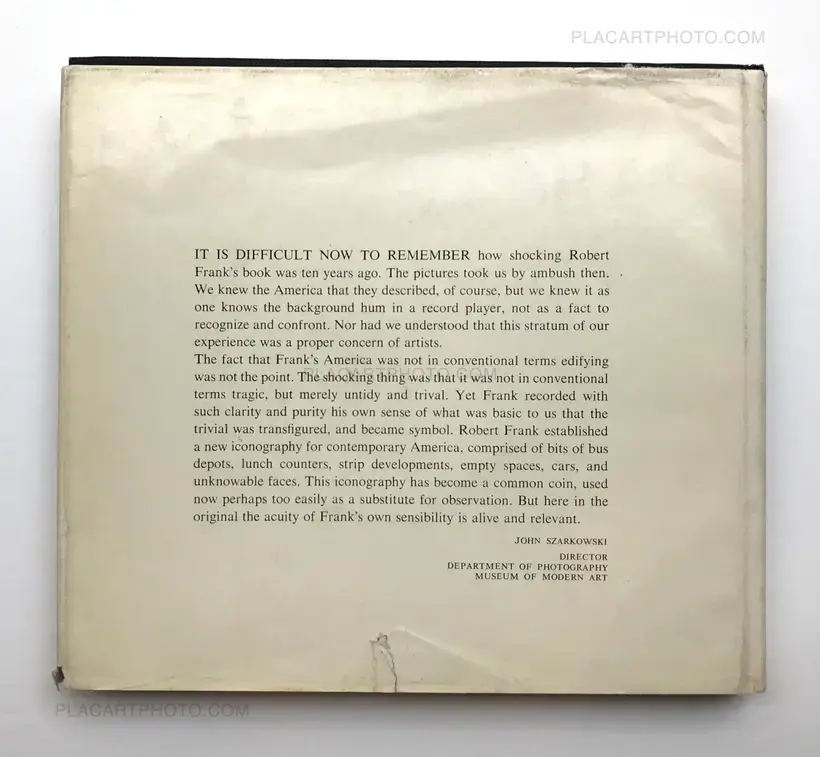 PLACARTPHOTO.COM
IT IS DIFFICULT NOW TO REMEMBER how shocking Robert
Frank's book was ten years ago. The pictures took us by ambush then.
We knew the America that they described, of course, but we knew it as
one knows the background hum in a record player, not as a fact to
recognize and confront. Nor had we understood that this stratum of our
experience was a proper concern of artists.
The fact that Frank's America was not in conventional terms edifying
PLACARTPHOTO.COM
was not the point. The shocking thing was that it was not in conventional
terms tragic, but merely untidy and trival. Yet Frank recorded with
such clarity and purity his own sense of what was basic to us that the
trivial was transfigured, and became symbol. Robert Frank established
a new iconography for contemporary America, comprised of bits of bus
depots, lunch counters, strip developments, empty spaces, cars, and
unknowable faces. This iconography has become a common coin, used
now perhaps too easily as a substitute for observation. But here in the
original the acuity of Frank's own sensibility is alive and relevant.
JOHN SZARKOWSKI
DIRECTOR
DEPARTMENT OF PHOTOGRAPHY
MUSEUM OF MODERN ART
PLACARTPHOTO.COM